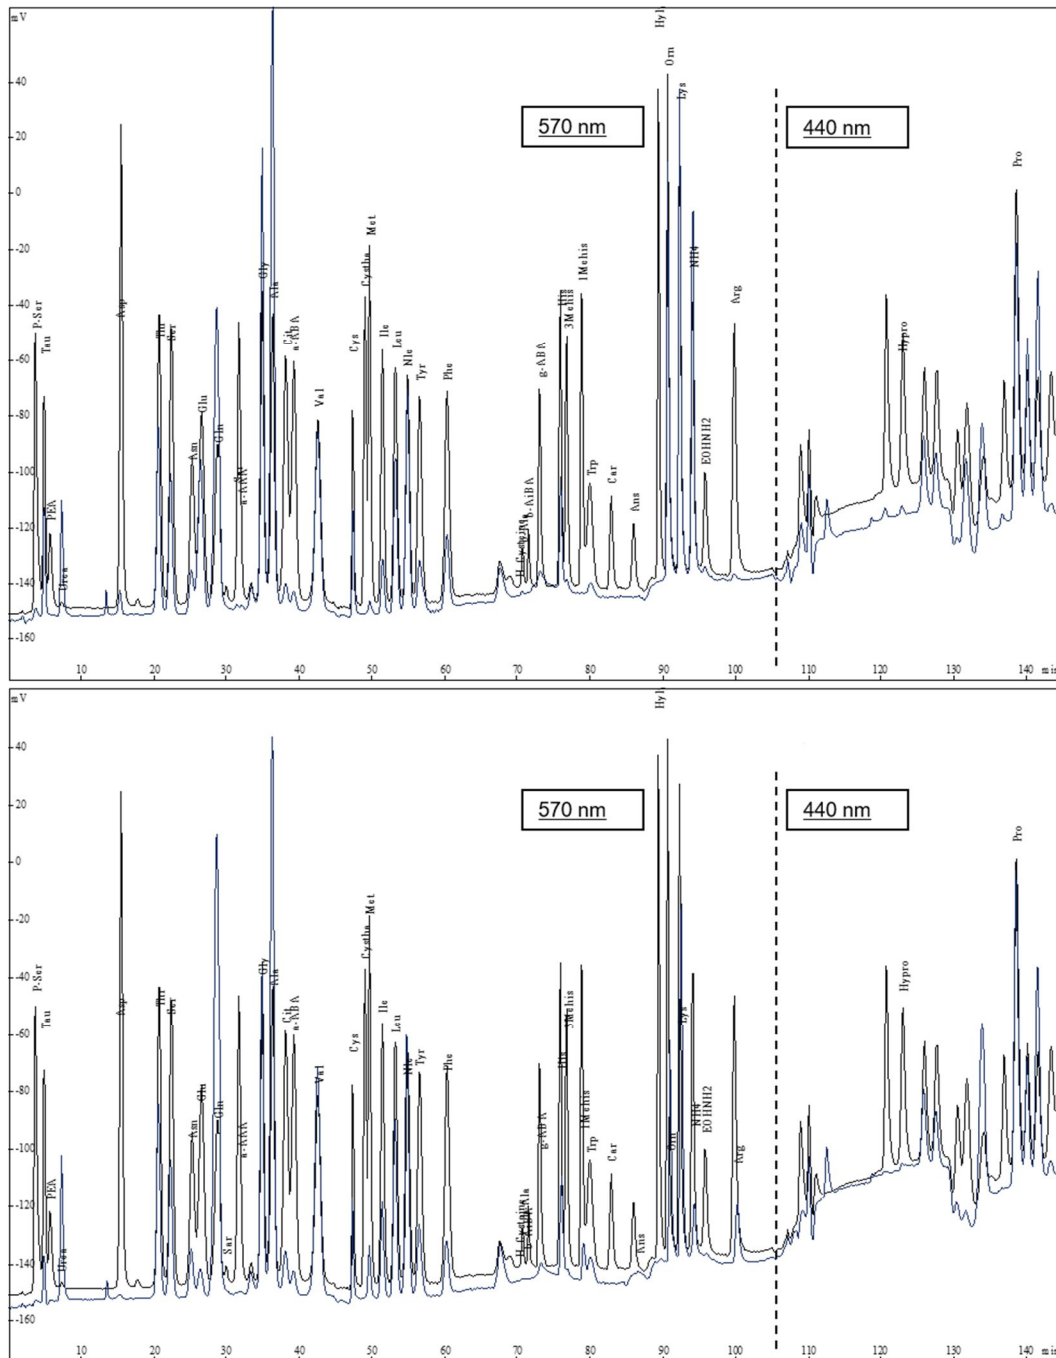 mV
40
20
0
-20
-40
-60
-80
-100
-120
-140
-160
P-Ser
Tau
PEA
Urea
Asp
Thr
Ser
Asn
Glu
Gln
a-AAA
Gly
Ala
Cit
a-ABA
Val
Cys
Cystha
Met
Ile
Leu
Nle
Tyr
Phe
b-AiBA
g-ABA
His
3Mehis
1Mehis
Trp
Car
Ans
Hyl
Orn
Lys
NH4
EOHNH2
Arg
570 nm
440 nm
Hypro
Pro
10 20 30 40 50 60 70 80 90 100 110 120 130 140
mV
40
20
0
-20
-40
-60
-80
-100
-120
-140
-160
P-Ser
Tau
PEA
Urea
Asp
Thr
Ser
Asn
Glu
Gln
Sar
a-AAA
Gly
Ala
Cit
a-ABA
Val
Cys
Cystha
Met
Ile
Leu
Nle
Tyr
Phe
g-ABA
His
3Mehis
1Mehis
Trp
Car
Ans
Hyl
Orn
Lys
NH4
EOHNH2
Arg
570 nm
440 nm
Hypro
Pro
10 20 30 40 50 60 70 80 90 100 110 120 130 140